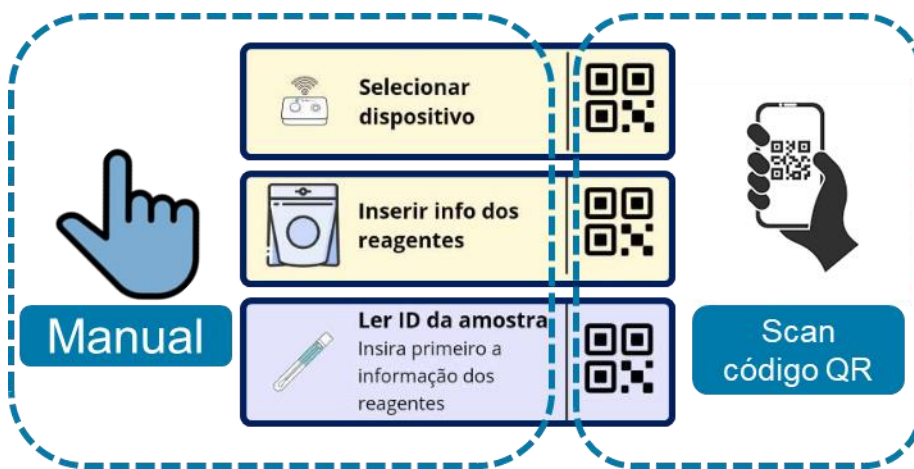 Selecionar
dispositivo
Inserir info dos
reagentes
Ler ID da amostra
Insira primeiro a
informação dos
reagentes
Manual
Scan
código QR